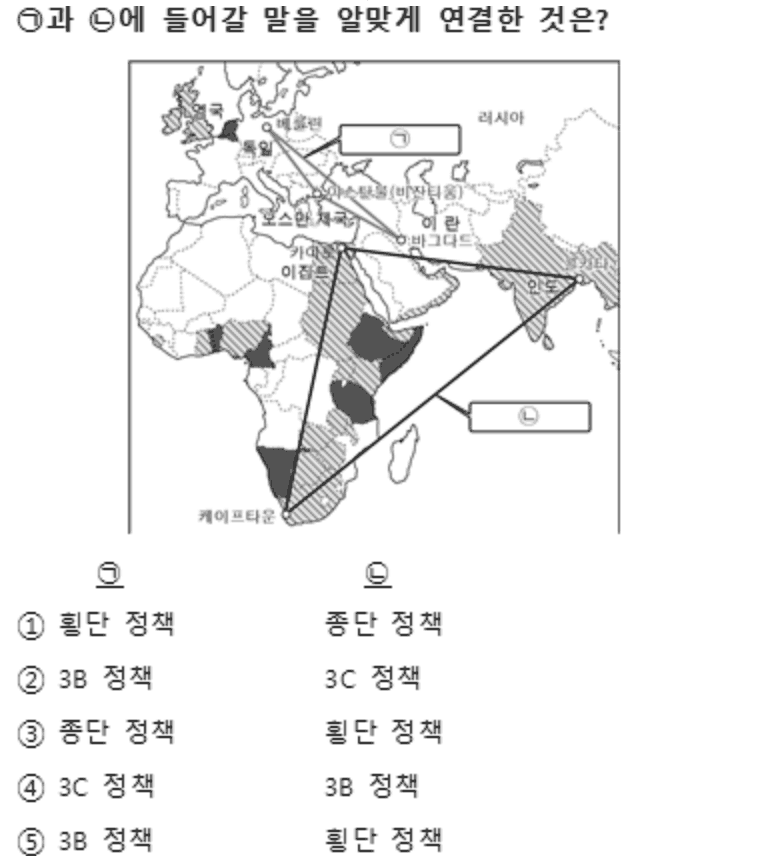 ㉠과 ㉡에 들어갈 말을 알맞게 연결한 것은?
영국
베를린
러시아
㉠
독일
이스탄불(비잔티움)
오스만 제국
이 란
바그다드
카이로
이집트
캘커타
인도
㉡
케이프타운
㉠ ㉡
① 횡단 정책 종단 정책
② 3B 정책 3C 정책
③ 종단 정책 횡단 정책
④ 3C 정책 3B 정책
⑤ 3B 정책 횡단 정책